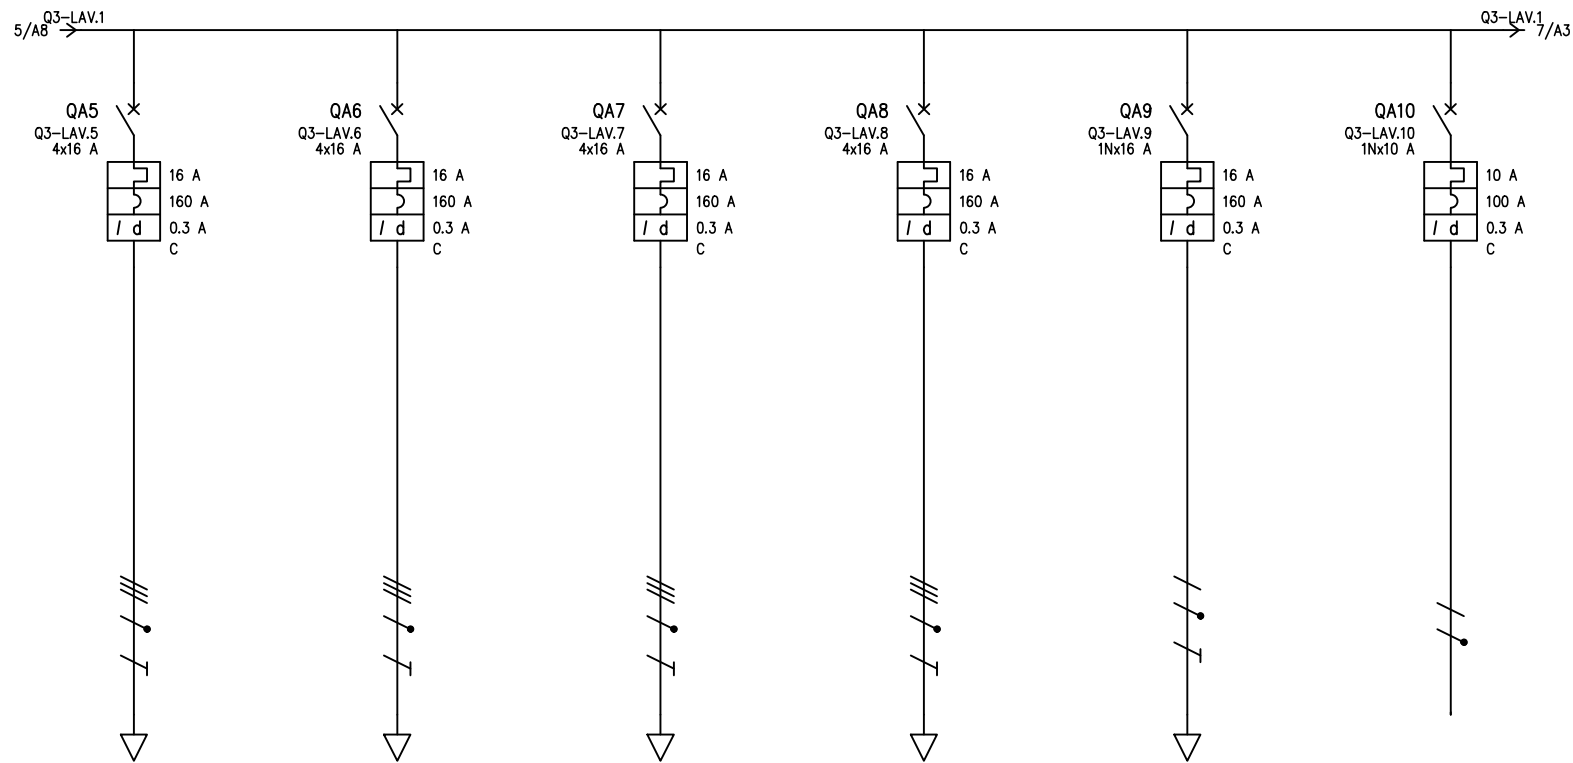 Q3-LAV.1
5/A8
Q3-LAV.1
7/A3
QA5
Q3-LAV.5
4x16 A
16 A
160 A
I d
0.3 A
C
QA6
Q3-LAV.6
4x16 A
16 A
160 A
I d
0.3 A
C
QA7
Q3-LAV.7
4x16 A
16 A
160 A
I d
0.3 A
C
QA8
Q3-LAV.8
4x16 A
16 A
160 A
I d
0.3 A
C
QA9
Q3-LAV.9
1Nx16 A
16 A
160 A
I d
0.3 A
C
QA10
Q3-LAV.10
1Nx10 A
10 A
100 A
I d
0.3 A
C